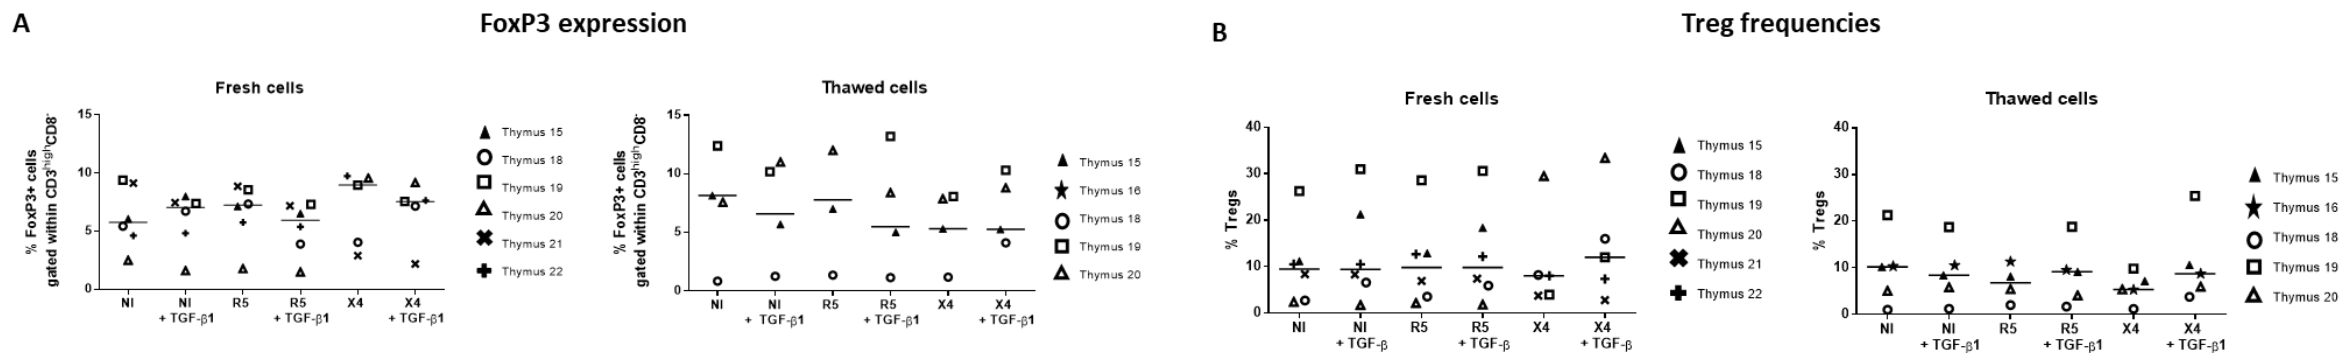 A
FoxP3 expression
Fresh cells
% FoxP3+ cells
gated within CD3highCD8-
15
10
5
0
NI
NI
+ TGF-β1
R5
R5
+ TGF-β1
X4
X4
+ TGF-β1
Thymus 15
Thymus 18
Thymus 19
Thymus 20
Thymus 21
Thymus 22
Thawed cells
% FoxP3+ cells
gated within CD3highCD8-
15
10
5
0
NI
NI
+ TGF-β1
R5
R5
+ TGF-β1
X4
X4
+ TGF-β1
Thymus 15
Thymus 16
Thymus 18
Thymus 19
Thymus 20
B
Treg frequencies
Fresh cells
% Tregs
40
30
20
10
0
NI
NI
+ TGF-β
R5
R5
+ TGF-β
X4
X4
+ TGF-β
Thymus 15
Thymus 18
Thymus 19
Thymus 20
Thymus 21
Thymus 22
Thawed cells
% Tregs
40
30
20
10
0
NI
NI
+ TGF-β1
R5
R5
+ TGF-β1
X4
X4
+ TGF-β1
Thymus 15
Thymus 16
Thymus 18
Thymus 19
Thymus 20